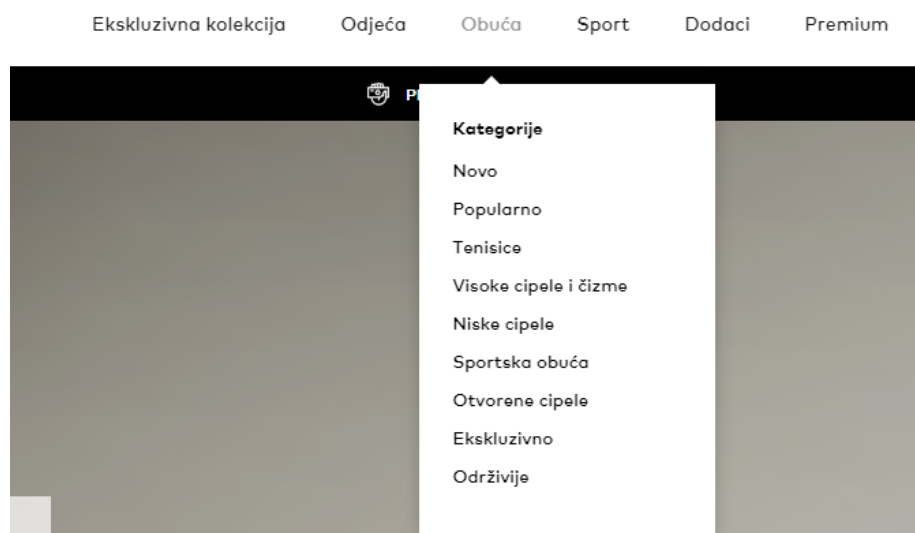 Ekskluzivna kolekcija Odjeća Obuća Sport Dodaci Premium
Kategorije
Novo
Popularno
Tenisice
Visoke cipele i čizme
Niske cipele
Sportska obuća
Otvorene cipele
Ekskluzivno
Održivije